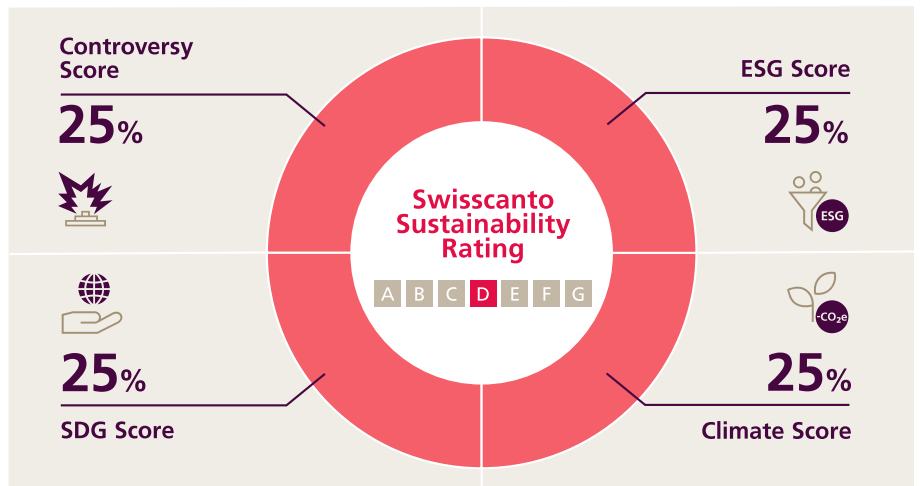 Controversy
Score
25%
ESG Score
25%
ESG
Swisscanto
Sustainability
Rating
A B C D E F G
25%
SDG Score
-CO₂e
25%
Climate Score